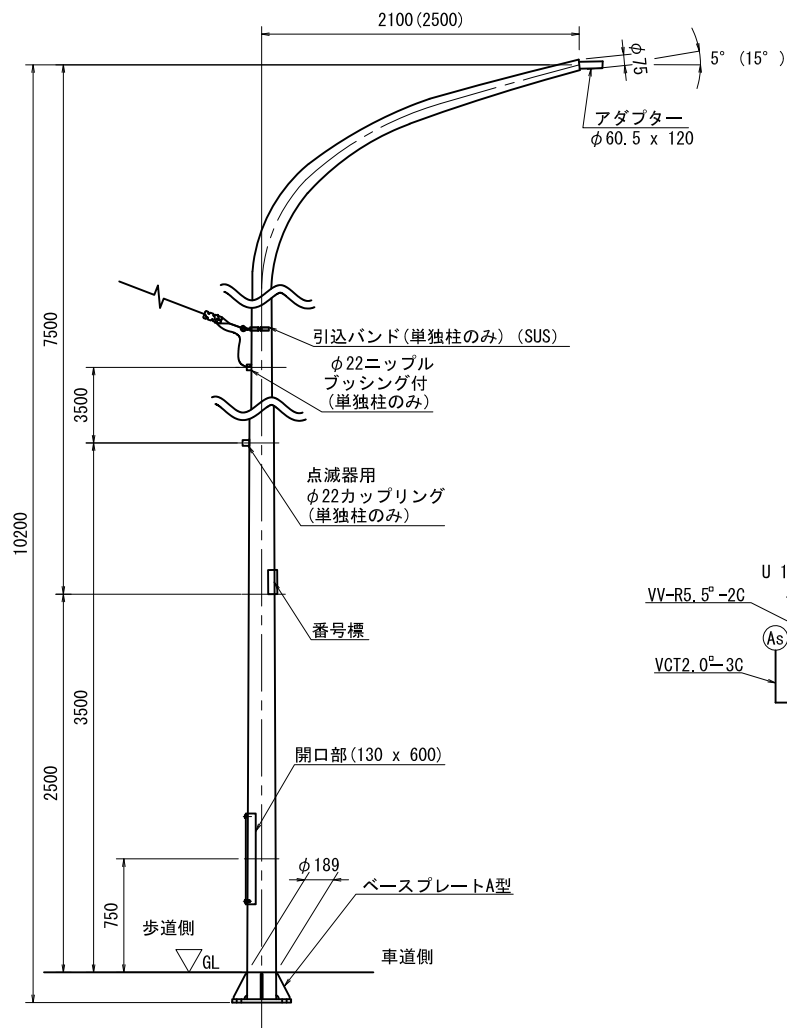 2100(2500)
φ75
5° (15°)
アダプター
φ60.5 x 120
7500
引込バンド(単独柱のみ) (SUS)
φ22ニップル
ブッシング付
(単独柱のみ)
3500
点滅器用
φ22カップリング
(単独柱のみ)
10200
U 1
VV-R5.5□-2C
As
番号標
VCT2.0□-3C
3500
2500
開口部(130 x 600)
φ189
ベースプレートA型
750
歩道側
車道側
GL